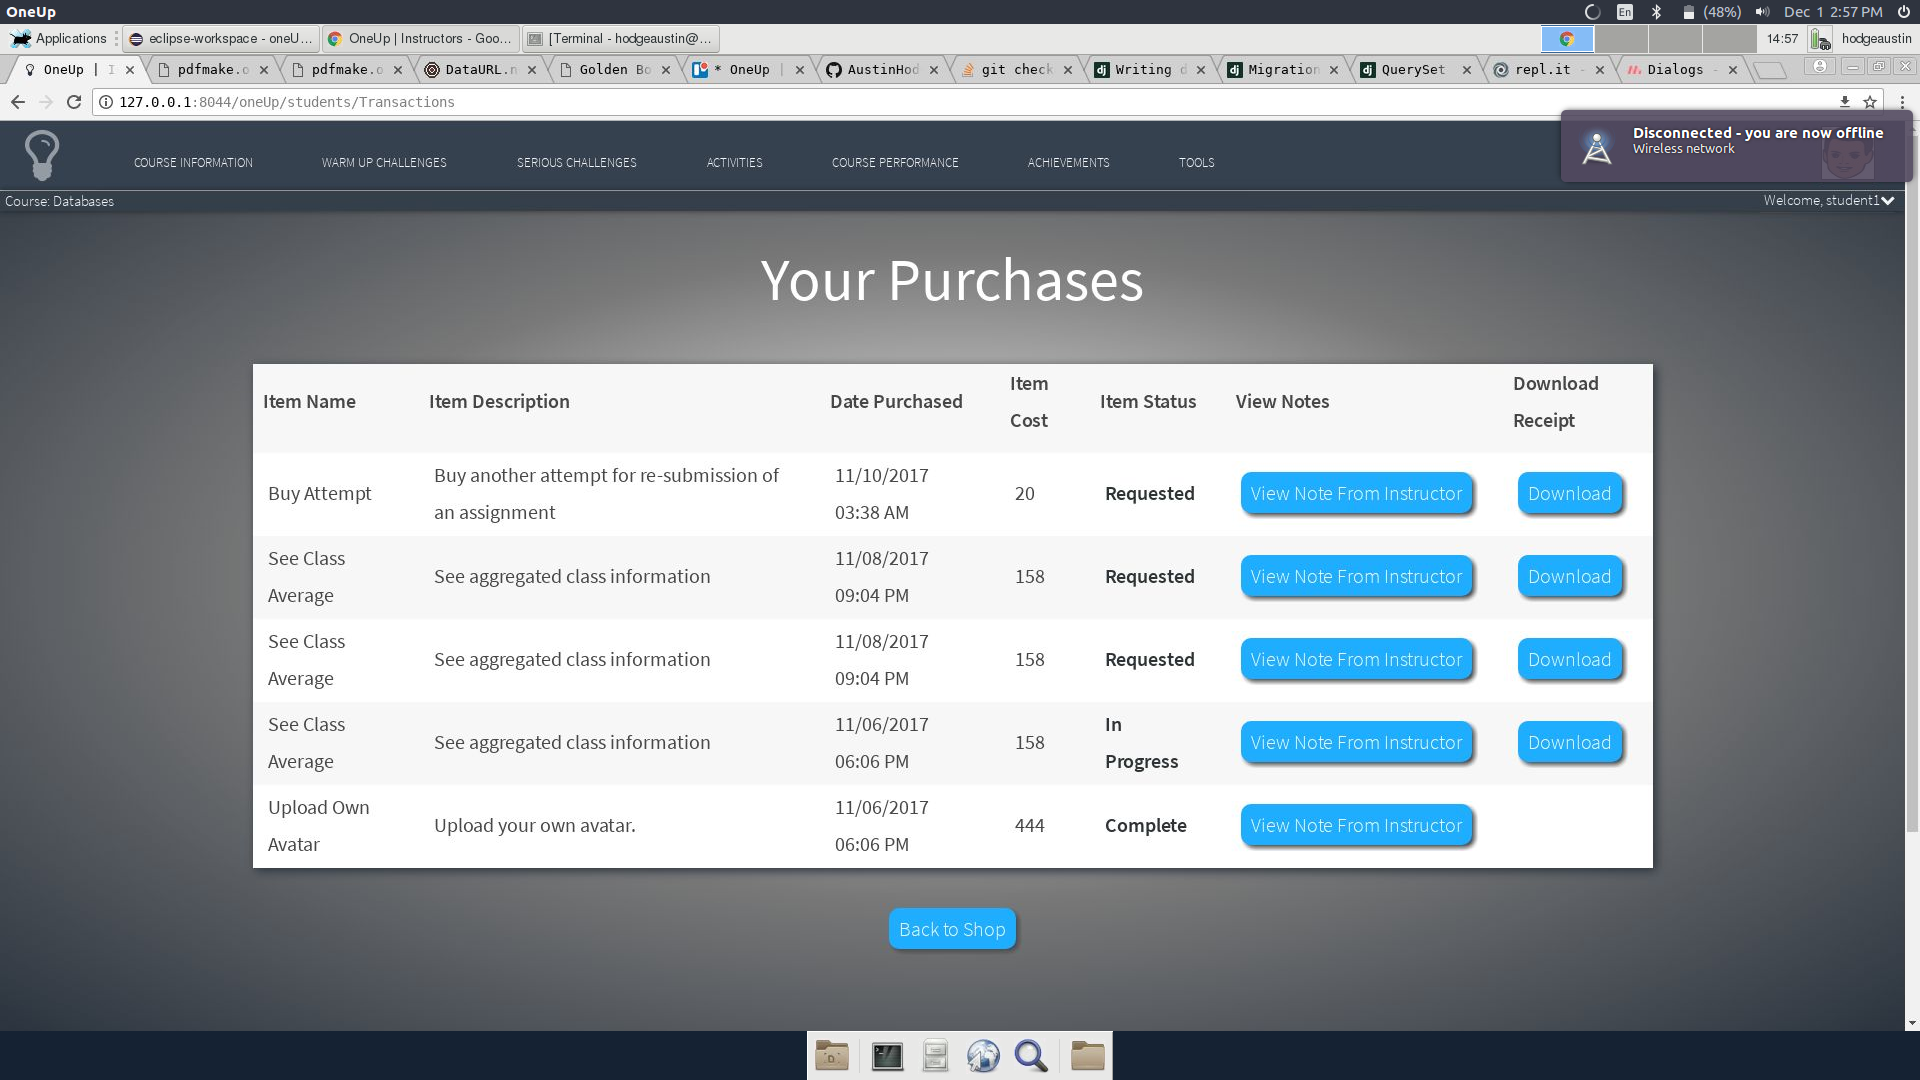 OneUp
En
(48%)
Dec 1 2:57 PM
Applications
eclipse-workspace - oneU...
OneUp | Instructors - Goo...
[Terminal - hodgeaustin@...
14:57
hodgeaustin
OneUp | I
pdfmake.o
pdfmake.o
DataURL.n
Golden Bo
* OneUp |
AustinHod
git check
Writing d
Migration
QuerySet
repl.it -
Dialogs -
127.0.0.1:8044/oneUp/students/Transactions
Disconnected - you are now offline
Wireless network
COURSE INFORMATION
WARM UP CHALLENGES
SERIOUS CHALLENGES
ACTIVITIES
COURSE PERFORMANCE
ACHIEVEMENTS
TOOLS
Course: Databases
Welcome, student1
Your Purchases
Item Name
Item Description
Date Purchased
Item
Cost
Item Status
View Notes
Download
Receipt
Buy Attempt
Buy another attempt for re-submission of
an assignment
11/10/2017
03:38 AM
20
Requested
View Note From Instructor
Download
See Class
Average
See aggregated class information
11/08/2017
09:04 PM
158
Requested
View Note From Instructor
Download
See Class
Average
See aggregated class information
11/08/2017
09:04 PM
158
Requested
View Note From Instructor
Download
See Class
Average
See aggregated class information
11/06/2017
06:06 PM
158
In
Progress
View Note From Instructor
Download
Upload Own
Avatar
Upload your own avatar.
11/06/2017
06:06 PM
444
Complete
View Note From Instructor
Back to Shop